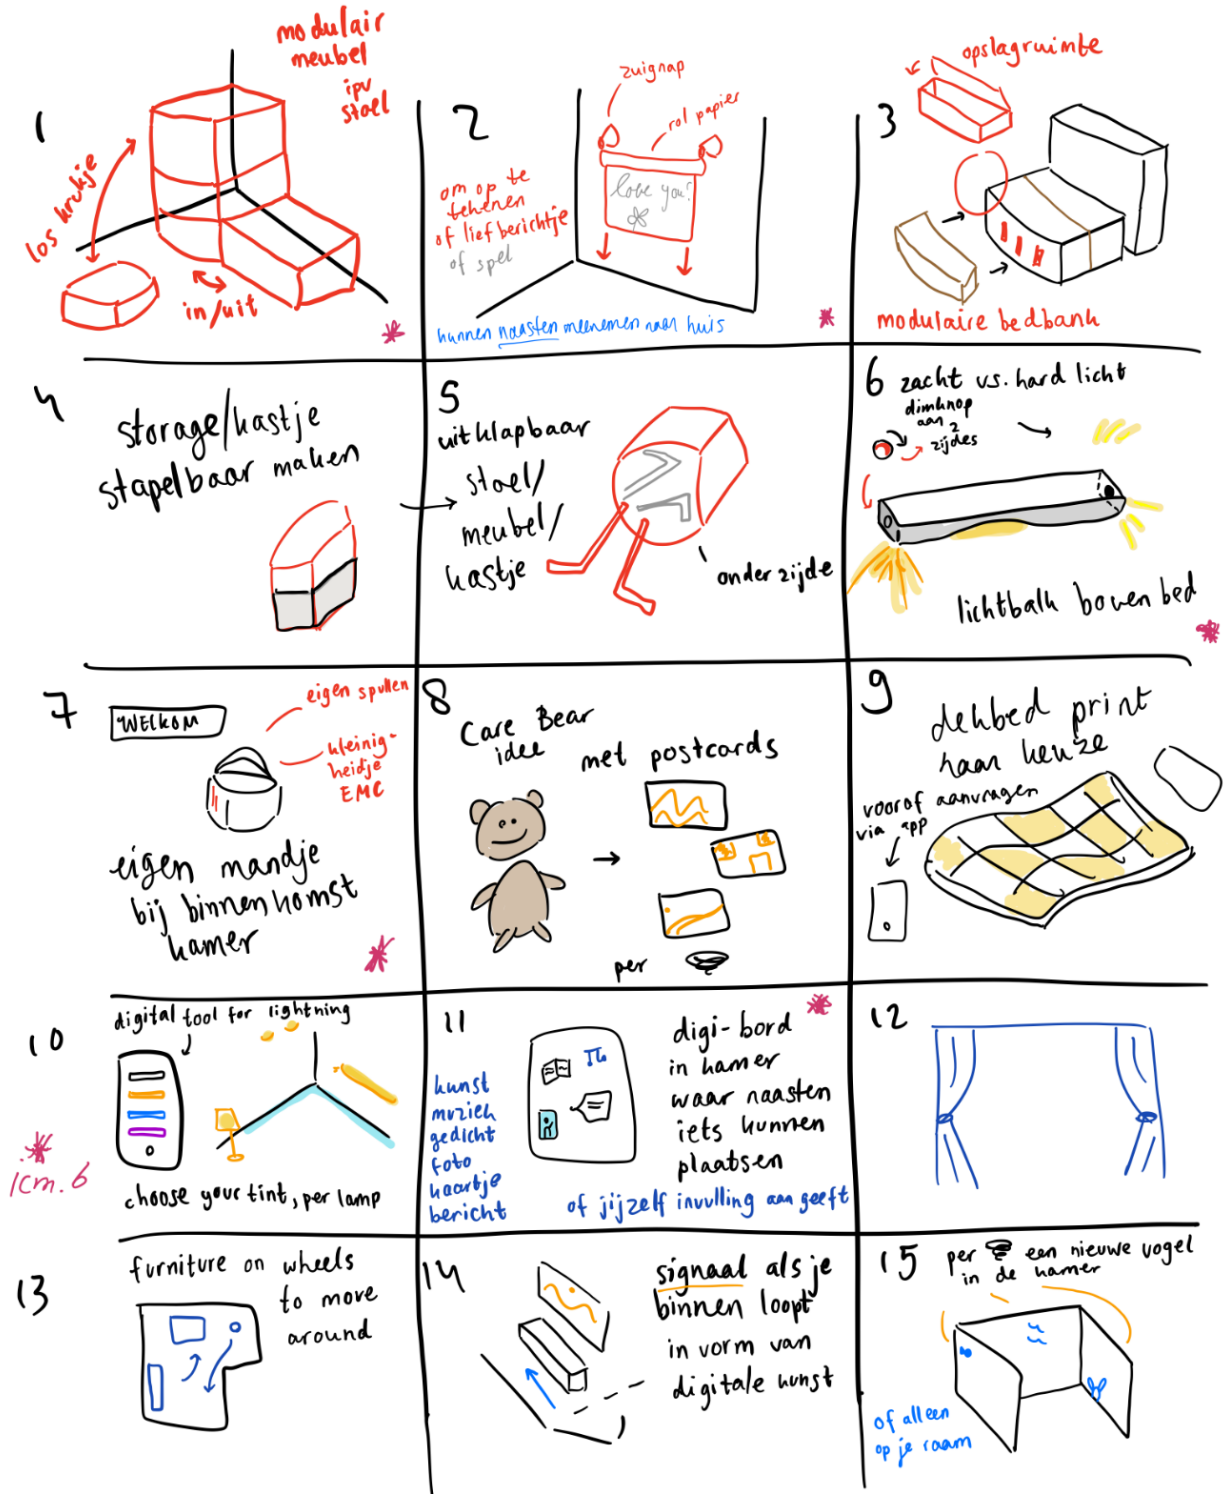 1
modulair
meubel
ipv
stoel
los krukje
in/uit
2
zuignap
rol papier
om op te
tekenen
of lief berichtje
of spel
love you!
kunnen naasten meenemen naar huis
3
opslagruimte
modulaire bedbank
4
storage/kastje
stapelbaar maken
5
uitklapbaar
stoel/
meubel/
kastje
onderzijde
6 zacht vs. hard licht
dimknop
aan 2
zijdes
lichtbalk boven bed
7
WELKOM
eigen spullen
kleinig-
heidje
EMC
eigen mandje
bij binnenkomst
kamer
8
Care Bear
idee
met postcards
per
9
dekbed print
naar keuze
vooraf aanvragen
via app
10
digital tool for lightning
choose your tint, per lamp
icm. 6
11
digi-bord
in kamer
waar naasten
iets kunnen
plaatsen
kunst
muziek
gedicht
foto
kaartje
bericht
of jijzelf invulling aan geeft
12
13
furniture on wheels
to move
around
14
signaal als je
binnen loopt
in vorm van
digitale kunst
15
per een nieuwe vogel
in de kamer
of alleen
op je raam